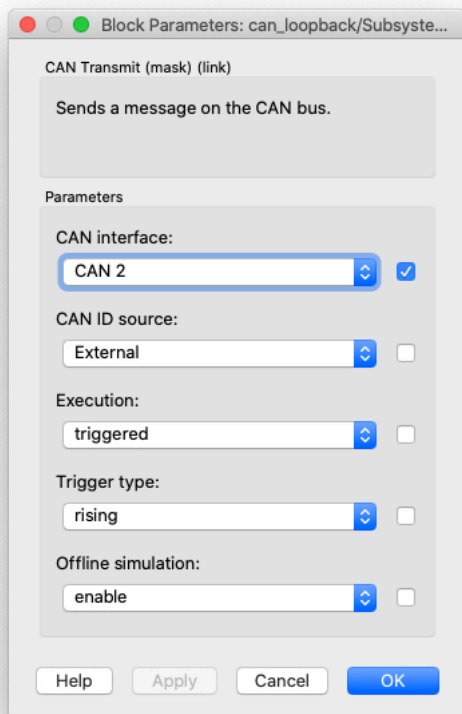 Block Parameters: can_loopback/Subsyste...
CAN Transmit (mask) (link)
Sends a message on the CAN bus.
Parameters
CAN interface:
CAN 2
CAN ID source:
External
Execution:
triggered
Trigger type:
rising
Offline simulation:
enable
Help Apply Cancel OK